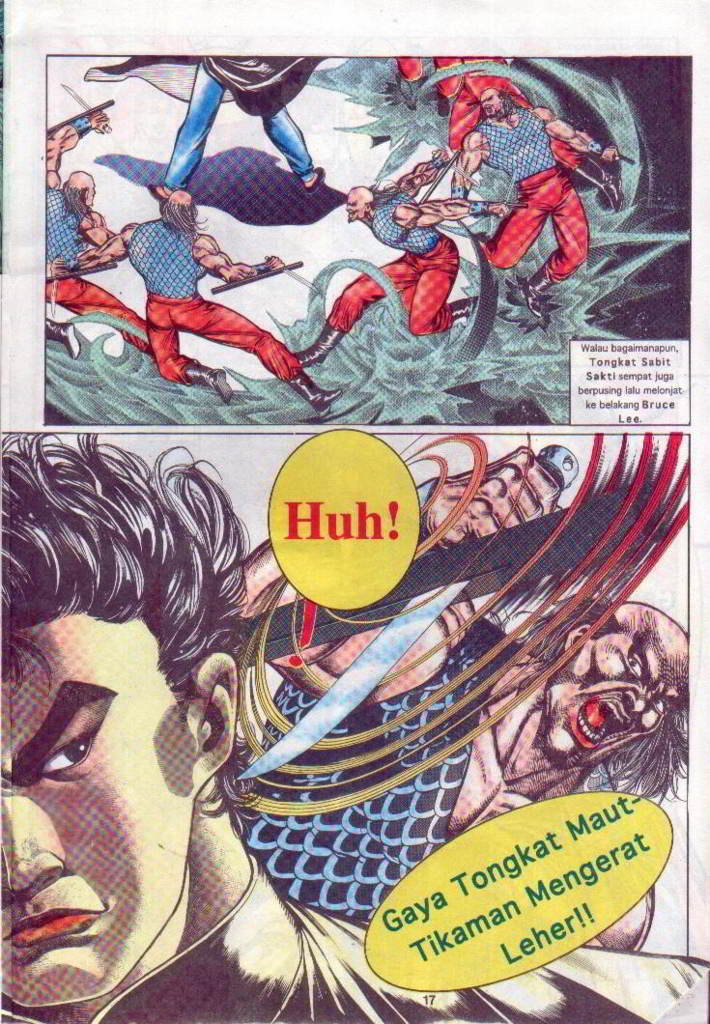 Walau bagaimanapun,
Tongkat Sabit
Sakti sempat juga
berpusing lalu melonjat
ke belakang Bruce
Lee.
Huh!
Gaya Tongkat Maut-
Tikaman Mengerat
Leher!!
17